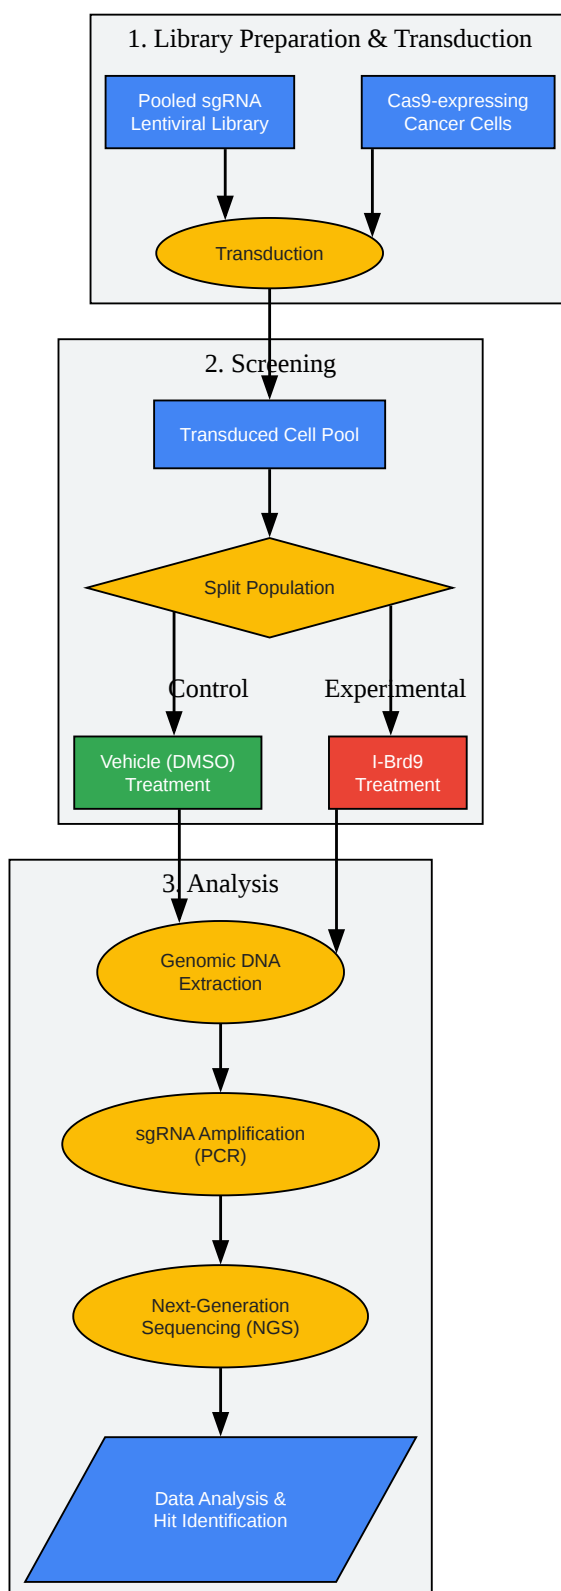 1. Library Preparation & Transduction
Pooled sgRNA
Lentiviral Library
Cas9-expressing
Cancer Cells
Transduction
2. Screening
Transduced Cell Pool
Split Population
Control
Experimental
Vehicle (DMSO)
Treatment
I-Brd9
Treatment
3. Analysis
Genomic DNA
Extraction
sgRNA Amplification
(PCR)
Next-Generation
Sequencing (NGS)
Data Analysis &
Hit Identification